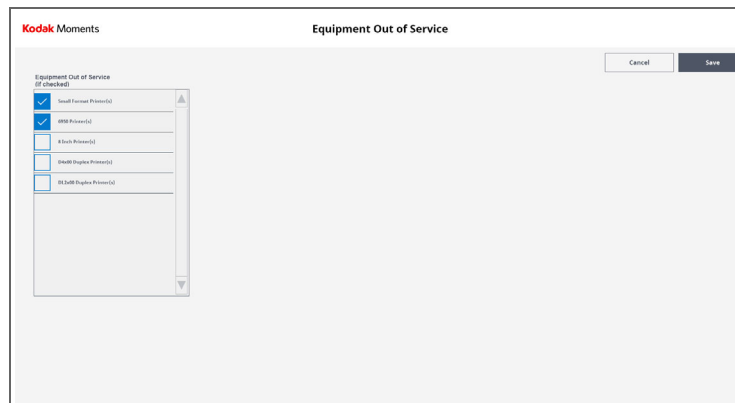 Kodak Moments
Equipment Out of Service
Cancel
Save
Equipment Out of Service
(If checked)
Small Format Printer(s)
6950 Printer(s)
8 Inch Printer(s)
D4x00 Duplex Printer(s)
DL2x00 Duplex Printer(s)